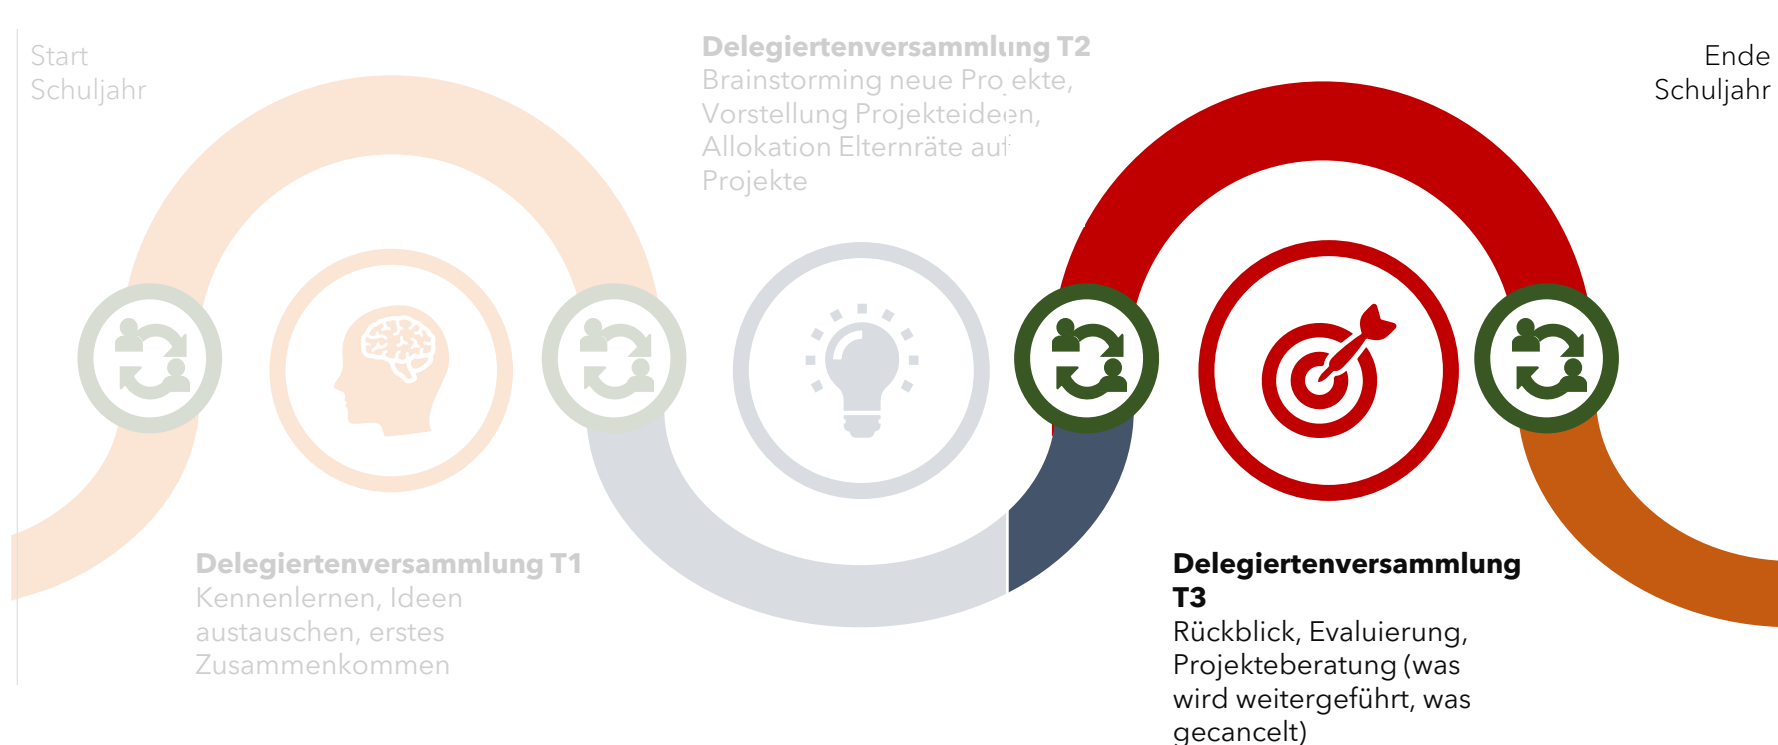 Start
Schuljahr
Delegiertenversammlung T2
Brainstorming neue Projekte,
Vorstellung Projekteideen,
Allokation Elternräte auf
Projekte
Ende
Schuljahr
Delegiertenversammlung T1
Kennenlernen, Ideen
austauschen, erstes
Zusammenkommen
Delegiertenversammlung
T3
Rückblick, Evaluierung,
Projekteberatung (was
wird weitergeführt, was
gecancelt)